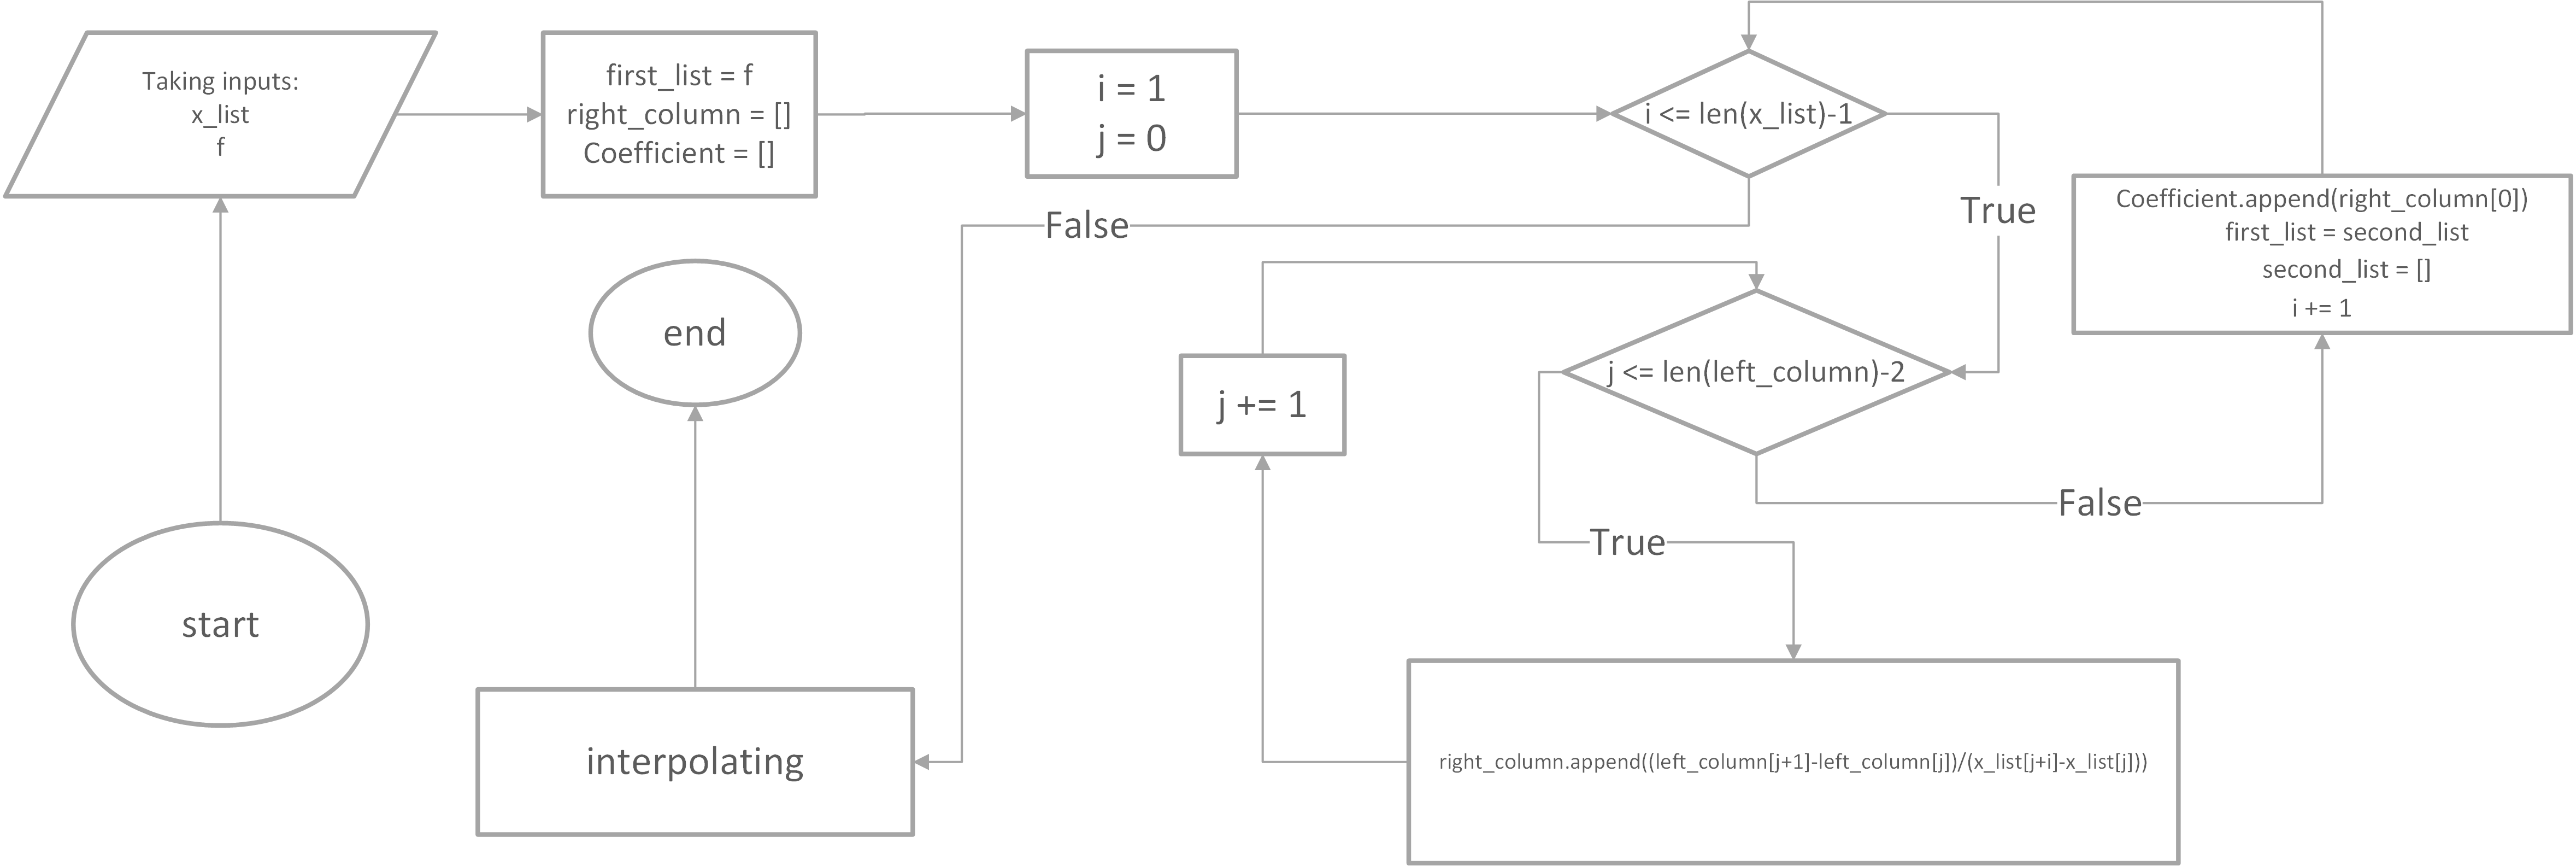 Taking inputs:
x_list
f
first_list = f
right_column = []
Coefficient = []
i = 1
j = 0
i <= len(x_list)-1
True
False
Coefficient.append(right_column[0])
first_list = second_list
second_list = []
i += 1
end
j <= len(left_column)-2
j += 1
False
True
start
interpolating
right_column.append((left_column[j+1]-left_column[j])/(x_list[j+i]-x_list[j]))